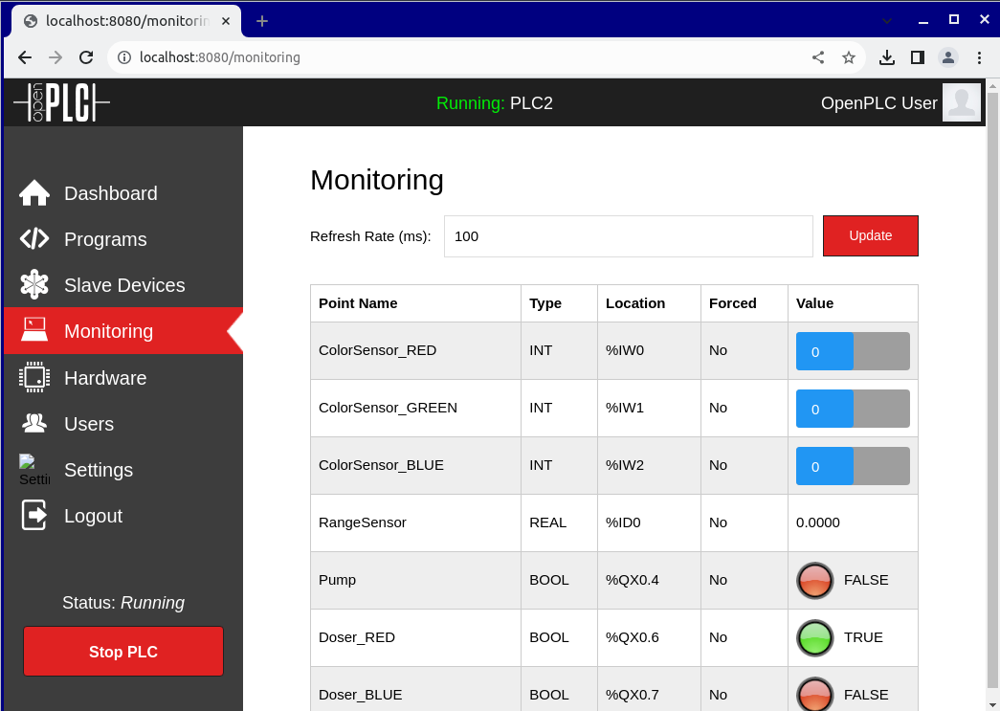 localhost:8080/monitorin
localhost:8080/monitoring
open PLC
Running: PLC2
OpenPLC User
Dashboard
Programs
Slave Devices
Monitoring
Hardware
Users
Setti
Settings
Logout
Status: Running
Stop PLC
Monitoring
Refresh Rate (ms): 100 Update
Point Name Type Location Forced Value
ColorSensor_RED INT %IW0 No 0
ColorSensor_GREEN INT %IW1 No 0
ColorSensor_BLUE INT %IW2 No 0
RangeSensor REAL %ID0 No 0.0000
Pump BOOL %QX0.4 No FALSE
Doser_RED BOOL %QX0.6 No TRUE
Doser_BLUE BOOL %QX0.7 No FALSE